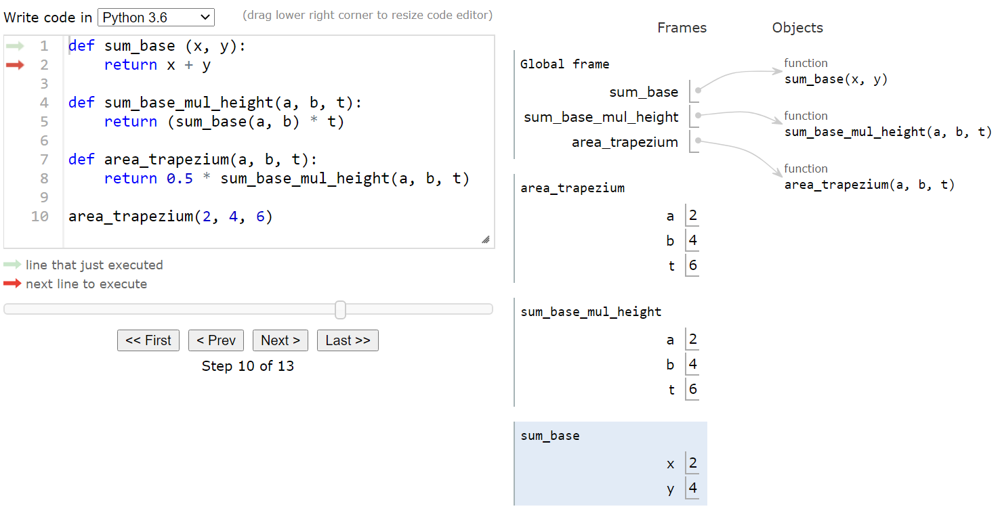 Write code in Python 3.6
(drag lower right corner to resize code editor)
1 def sum_base (x, y):
2     return x + y
3
4 def sum_base_mul_height(a, b, t):
5     return (sum_base(a, b) * t)
6
7 def area_trapezium(a, b, t):
8     return 0.5 * sum_base_mul_height(a, b, t)
9
10 area_trapezium(2, 4, 6)
line that just executed
next line to execute
<< First < Prev Next > Last >>
Step 10 of 13
Frames Objects
Global frame
sum_base
sum_base_mul_height
area_trapezium
function
sum_base(x, y)
function
sum_base_mul_height(a, b, t)
function
area_trapezium(a, b, t)
area_trapezium
a 2
b 4
t 6
sum_base_mul_height
a 2
b 4
t 6
sum_base
x 2
y 4